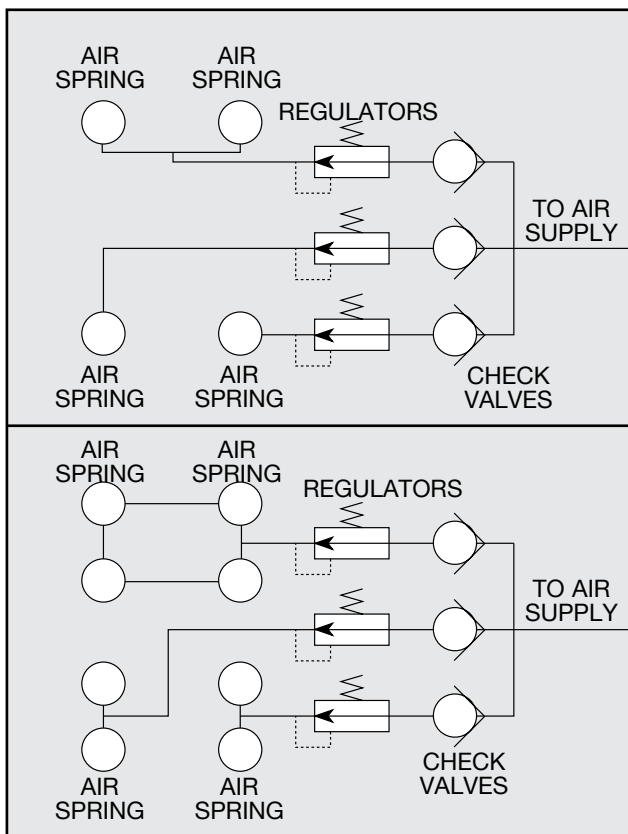 AIR
SPRING
AIR
SPRING
REGULATORS
TO AIR
SUPPLY
AIR
SPRING
AIR
SPRING
CHECK
VALVES
AIR
SPRING
AIR
SPRING
REGULATORS
TO AIR
SUPPLY
AIR
SPRING
AIR
SPRING
CHECK
VALVES